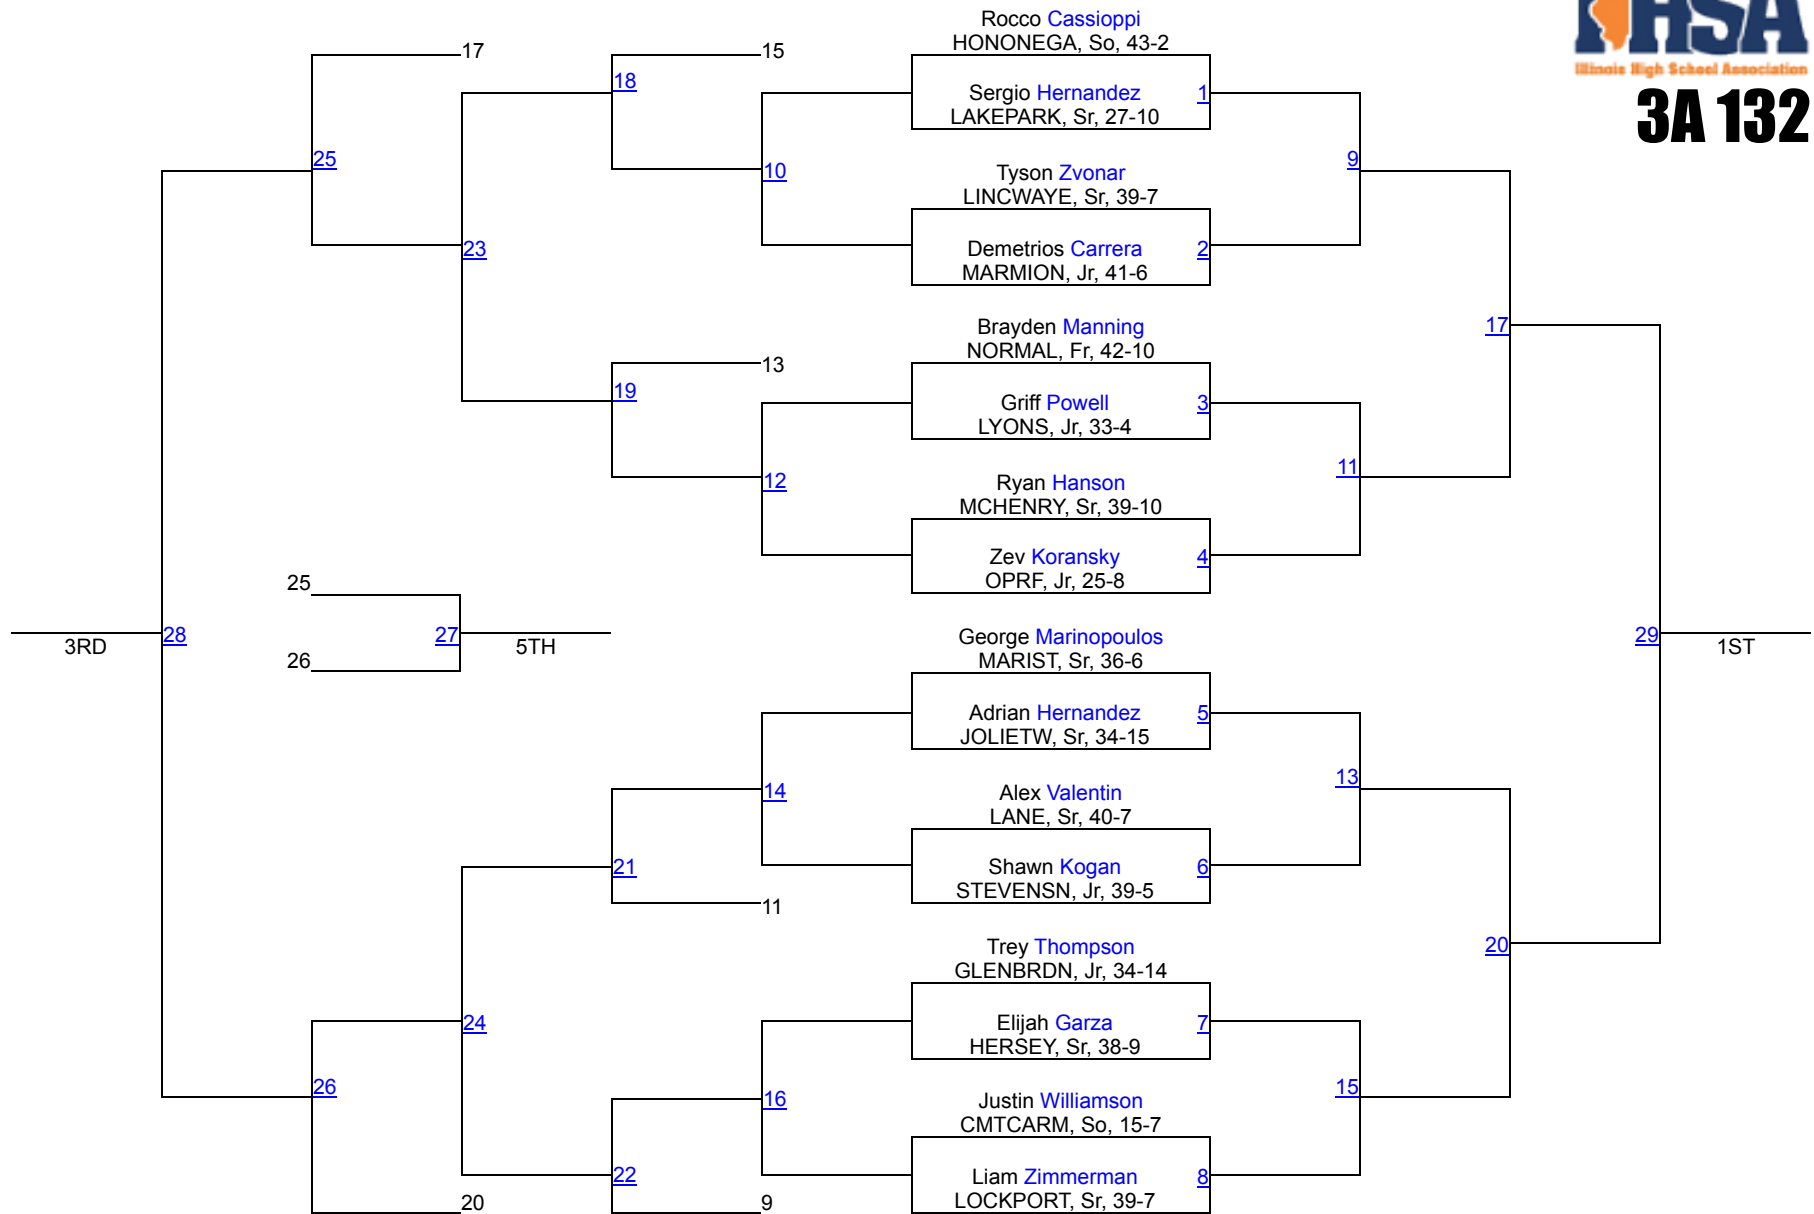 IHSA
Illinois High School Association
3A 132
Rocco Cassioppi
HONONEGA, So, 43-2
17
15
18
Sergio Hernandez 1
LAKEPARK, Sr, 27-10
25
10
Tyson Zvonar
LINCWAYE, Sr, 39-7
9
23
Demetrios Carrera 2
MARMION, Jr, 41-6
Brayden Manning
NORMAL, Fr, 42-10
17
13
19
Griff Powell 3
LYONS, Jr, 33-4
12
Ryan Hanson
MCHENRY, Sr, 39-10
11
Zev Koransky 4
OPRF, Jr, 25-8
25
3RD
28
27
5TH
26
George Marinopoulos
MARIST, Sr, 36-6
29
1ST
Adrian Hernandez 5
JOLIETW, Sr, 34-15
14
Alex Valentin
LANE, Sr, 40-7
13
21
Shawn Kogan 6
STEVENSN, Jr, 39-5
11
Trey Thompson
GLENBRDN, Jr, 34-14
20
24
Elijah Garza 7
HERSEY, Sr, 38-9
26
16
Justin Williamson
CMTCARM, So, 15-7
15
22
Liam Zimmerman 8
LOCKPORT, Sr, 39-7
20
9